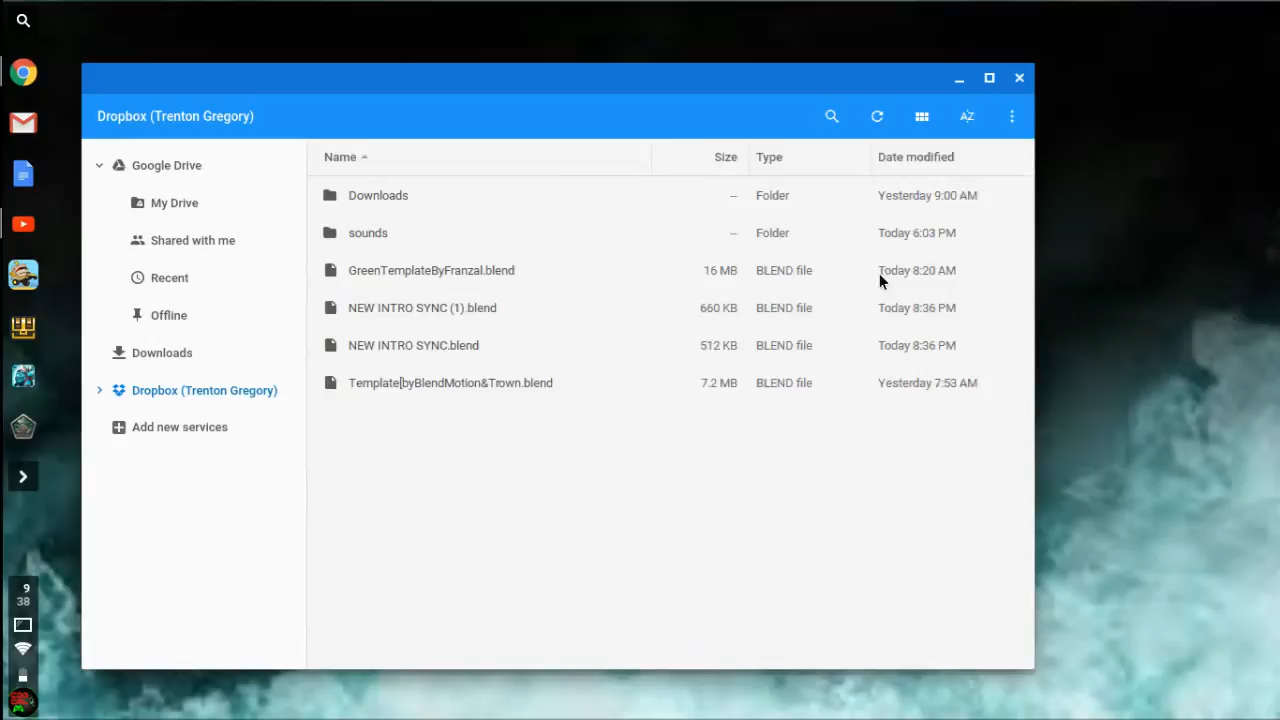 Dropbox (Trenton Gregory)
Google Drive
My Drive
Shared with me
Recent
Offline
Downloads
Dropbox (Trenton Gregory)
Add new services
Name Size Type Date modified
Downloads -- Folder Yesterday 9:00 AM
sounds -- Folder Today 6:03 PM
GreenTemplateByFranzal.blend 16 MB BLEND file Today 8:20 AM
NEW INTRO SYNC (1).blend 660 KB BLEND file Today 8:36 PM
NEW INTRO SYNC.blend 512 KB BLEND file Today 8:36 PM
Template[byBlendMotion&Trown.blend 7.2 MB BLEND file Yesterday 7:53 AM
9
38